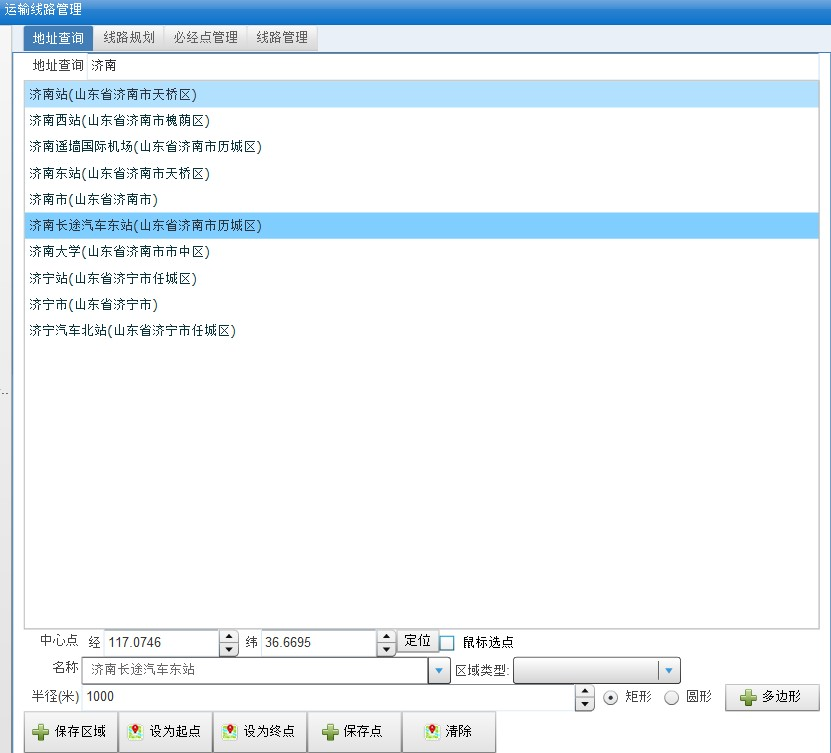 运输线路管理
地址查询 线路规划 必经点管理 线路管理
地址查询 济南
济南站(山东省济南市天桥区)
济南西站(山东省济南市槐荫区)
济南遥墙国际机场(山东省济南市历城区)
济南东站(山东省济南市天桥区)
济南市(山东省济南市)
济南长途汽车东站(山东省济南市历城区)
济南大学(山东省济南市市中区)
济宁站(山东省济宁市任城区)
济宁市(山东省济宁市)
济宁汽车北站(山东省济宁市任城区)
中心点 经 117.0746 纬 36.6695 定位 鼠标选点
名称 济南长途汽车东站 区域类型:
半径(米) 1000 矩形 圆形 多边形
保存区域 设为起点 设为终点 保存点 清除